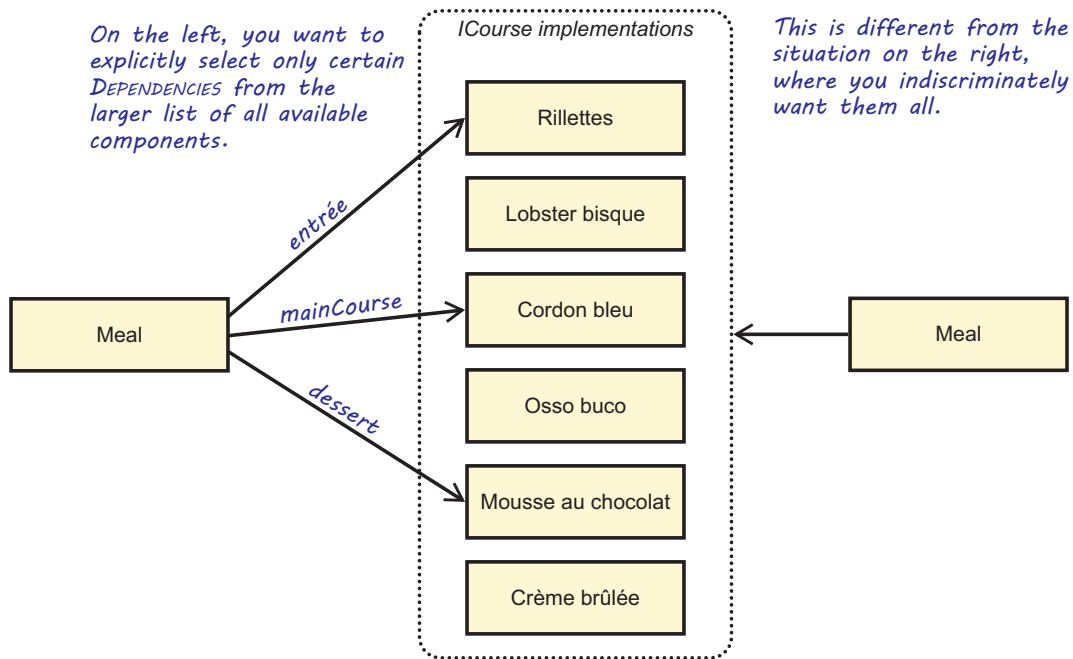 On the left, you want to
explicitly select only certain
DEPENDENCIES from the
larger list of all available
components.
ICourse implementations
This is different from the
situation on the right,
where you indiscriminately
want them all.
Rillettes
Lobster bisque
Cordon bleu
Osso buco
Mousse au chocolat
Crème brûlée
Meal
entrée
mainCourse
dessert
Meal